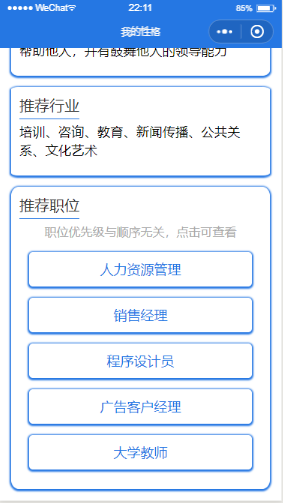 WeChat 22:11 85%
我的性格
帮助他人，并有鼓舞他人的领导能力
推荐行业
培训、咨询、教育、新闻传播、公共关
系、文化艺术
推荐职位
职位优先级与顺序无关，点击可查看
人力资源管理
销售经理
程序设计员
广告客户经理
大学教师